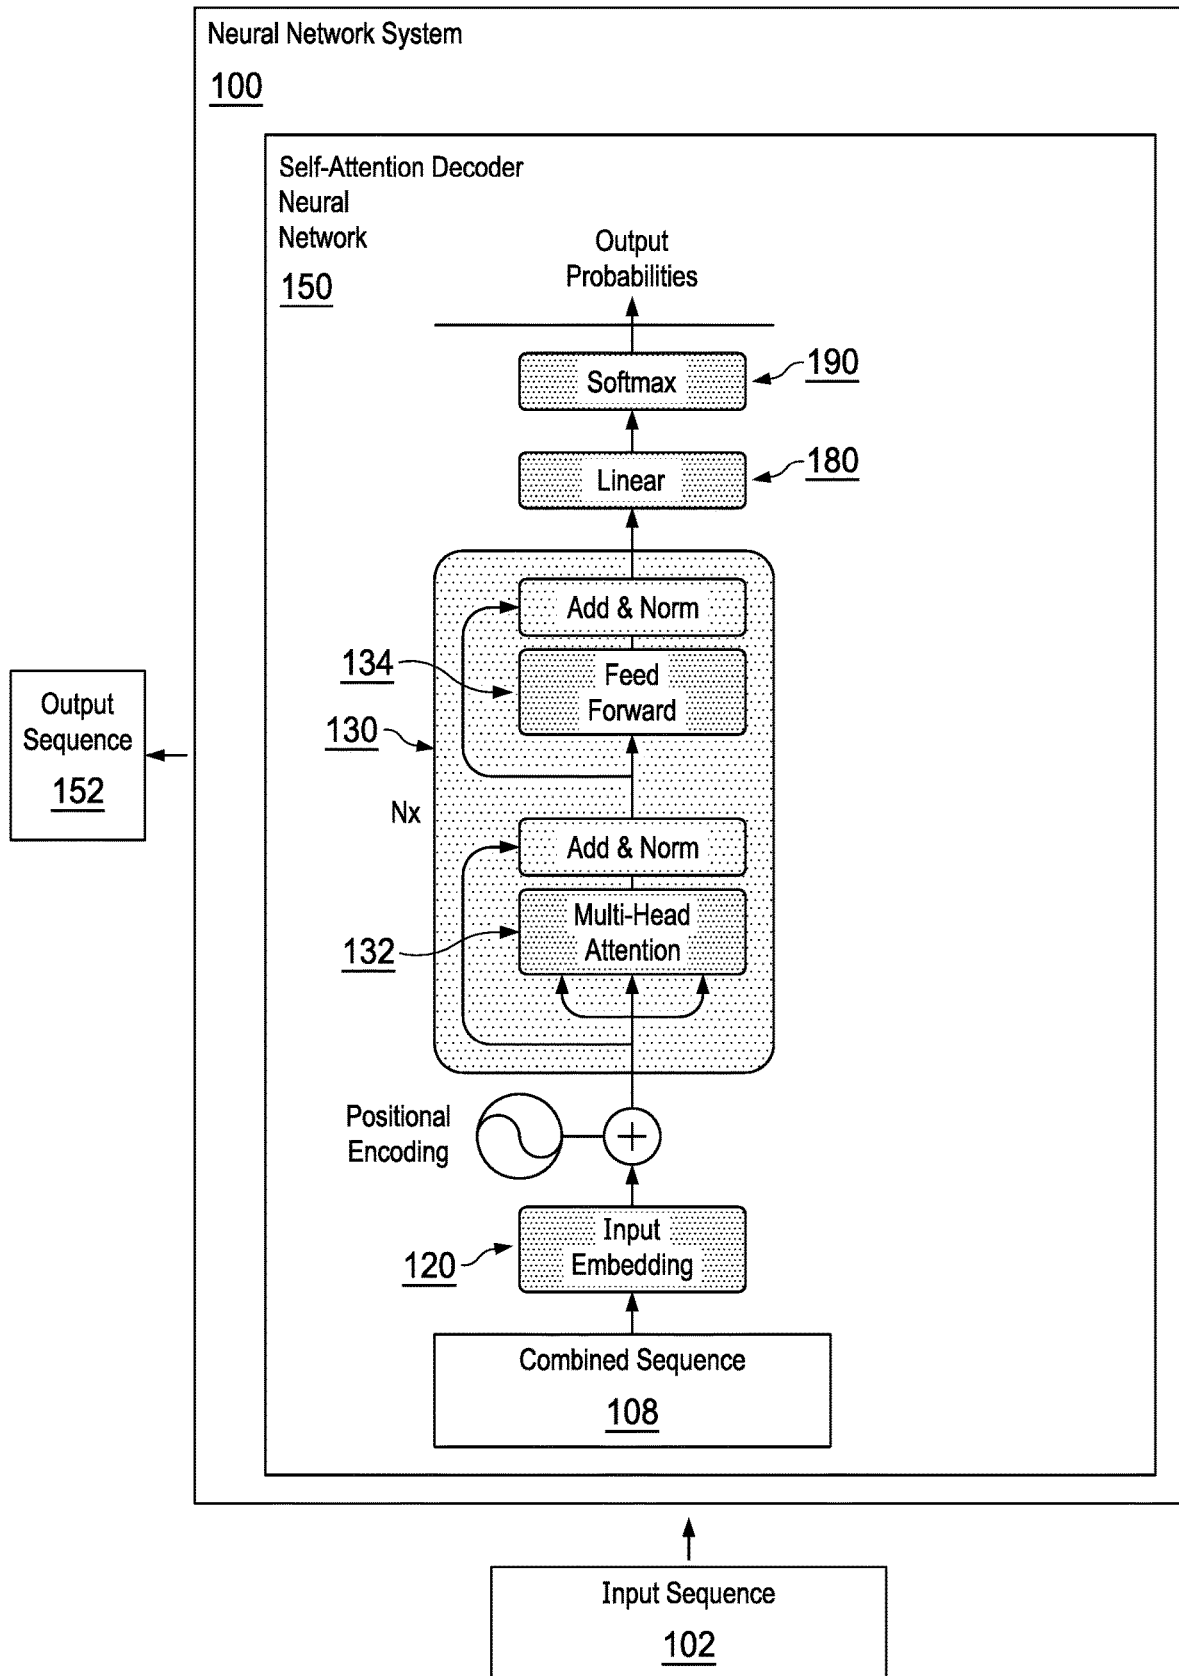 Neural Network System
100
Self-Attention Decoder
Neural
Network
150
Output
Probabilities
Softmax
190
Linear
180
Add & Norm
134
Feed
Forward
130
Nx
Add & Norm
132
Multi-Head
Attention
Positional
Encoding
+
120
Input
Embedding
Combined Sequence
108
Output
Sequence
152
Input Sequence
102